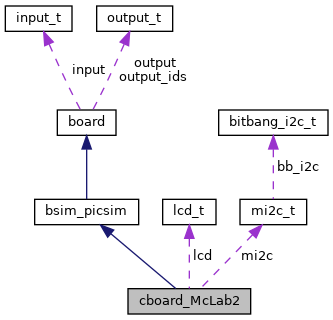 input_t
output_t
input
output
output_ids
board
bitbang_i2c_t
bb_i2c
bsim_picsim
lcd_t
mi2c_t
lcd
mi2c
cboard_McLab2